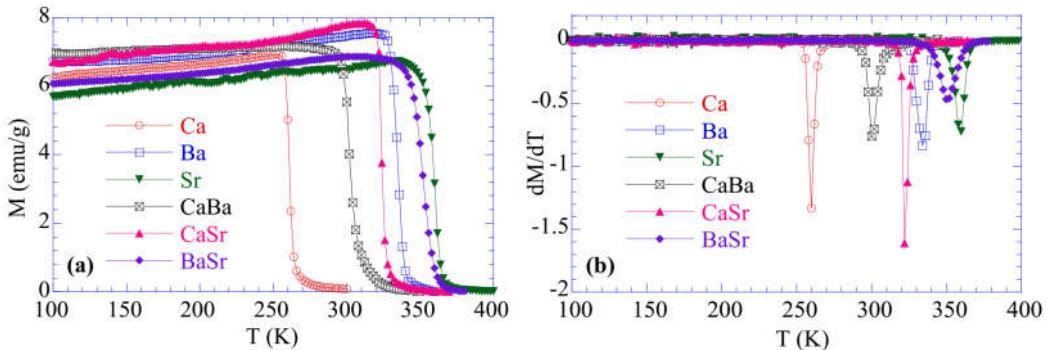 8
7
6
4
2
0
M (emu/g)
Ca
Ba
Sr
CaBa
CaSr
BaSr
(a)
100 150 200 250 300 350 400
T (K)
0
-0.5
-1
-1.5
-2
dM/dT
Ca
Ba
Sr
CaBa
CaSr
BaSr
(b)
100 150 200 250 300 350 400
T (K)